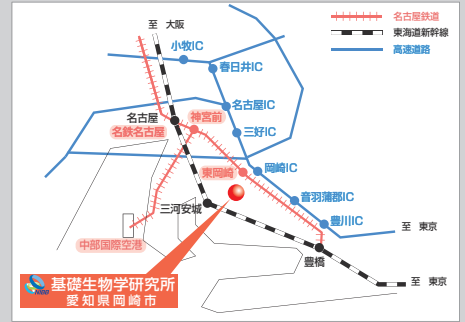 至 大阪
名古屋鉄道
東海道新幹線
高速道路
小牧IC
春日井IC
名古屋IC
名古屋
神宮前
名鉄名古屋
三好IC
東岡崎
岡崎IC
音羽蒲郡IC
三河安城
豊川IC
至 東京
中部国際空港
豊橋
至 東京
基礎生物学研究所
愛知県岡崎市
NIBB